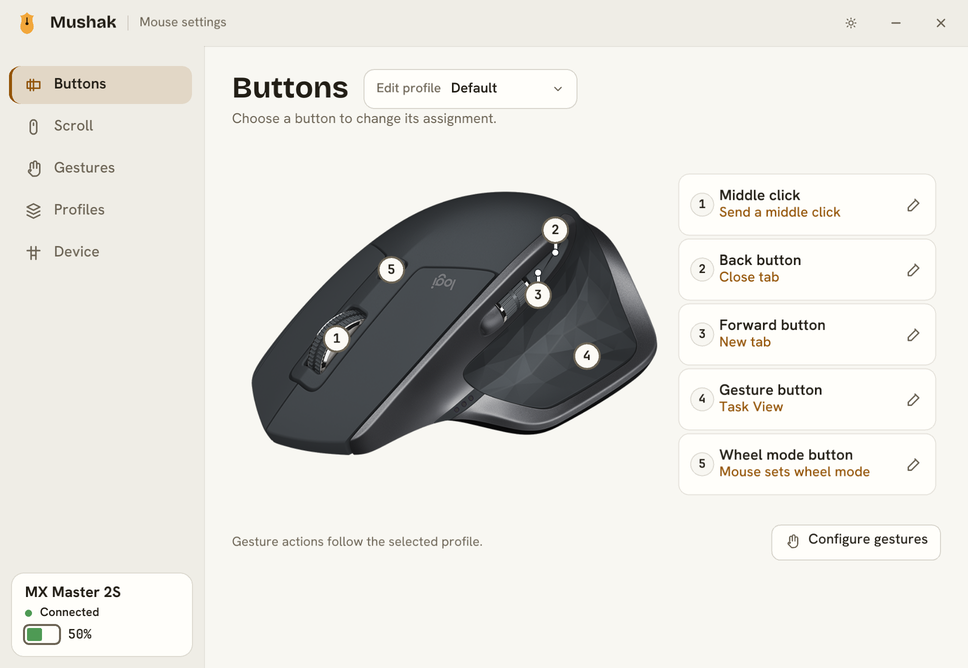 Mushak | Mouse settings
Buttons
Scroll
Gestures
Profiles
Device
MX Master 2S
Connected
50%
Buttons
Edit profile Default
Choose a button to change its assignment.
logi
1
2
3
4
5
1 Middle click
Send a middle click
2 Back button
Close tab
3 Forward button
New tab
4 Gesture button
Task View
5 Wheel mode button
Mouse sets wheel mode
Gesture actions follow the selected profile.
Configure gestures